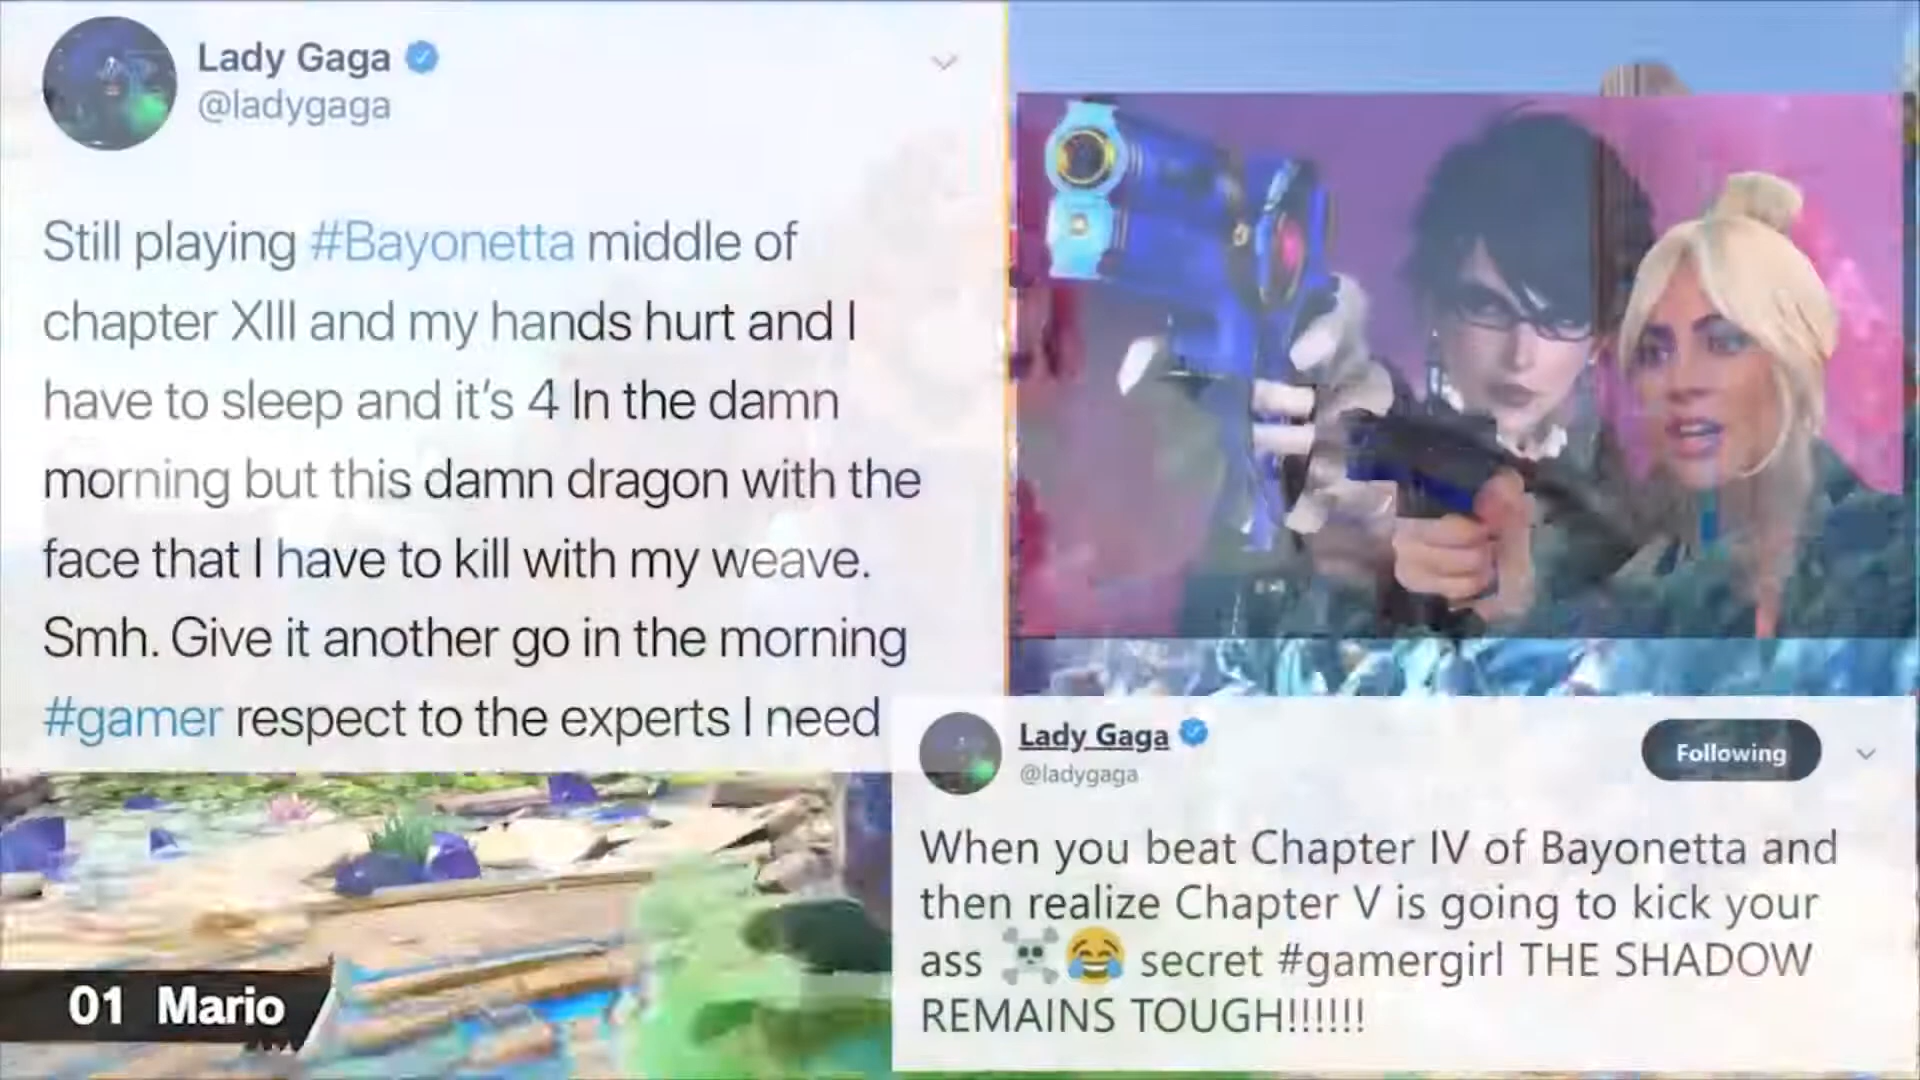 Lady Gaga
@ladygaga
Still playing #Bayonetta middle of
chapter XIII and my hands hurt and I
have to sleep and it's 4 In the damn
morning but this damn dragon with the
face that I have to kill with my weave.
Smh. Give it another go in the morning
#gamer respect to the experts I need
Lady Gaga
@ladygaga
Following
When you beat Chapter IV of Bayonetta and
then realize Chapter V is going to kick your
ass ☠️😂 secret #gamergirl THE SHADOW
REMAINS TOUGH!!!!!!
01 Mario